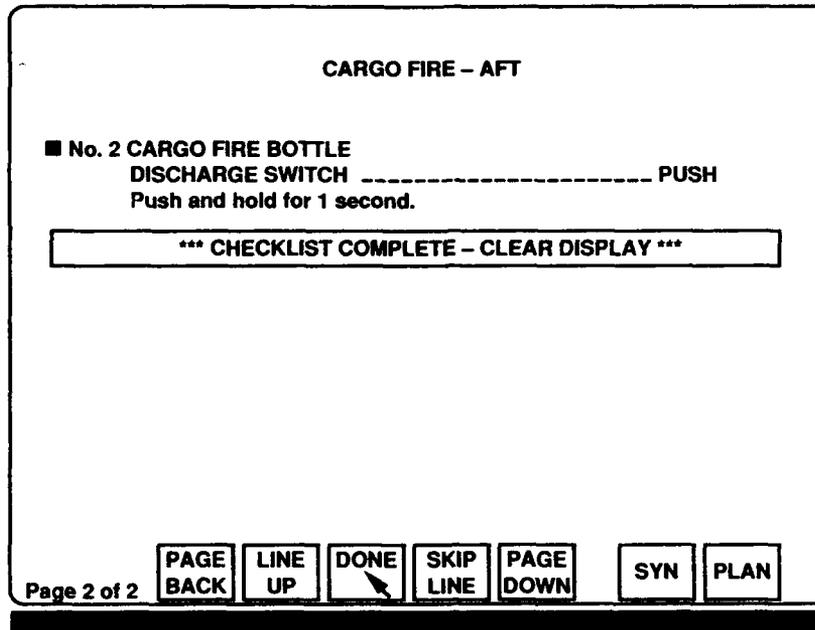 CARGO FIRE – AFT
■ No. 2 CARGO FIRE BOTTLE
DISCHARGE SWITCH ______________________ PUSH
Push and hold for 1 second.
*** CHECKLIST COMPLETE – CLEAR DISPLAY ***
Page 2 of 2
PAGE BACK
LINE UP
DONE
SKIP LINE
PAGE DOWN
SYN
PLAN